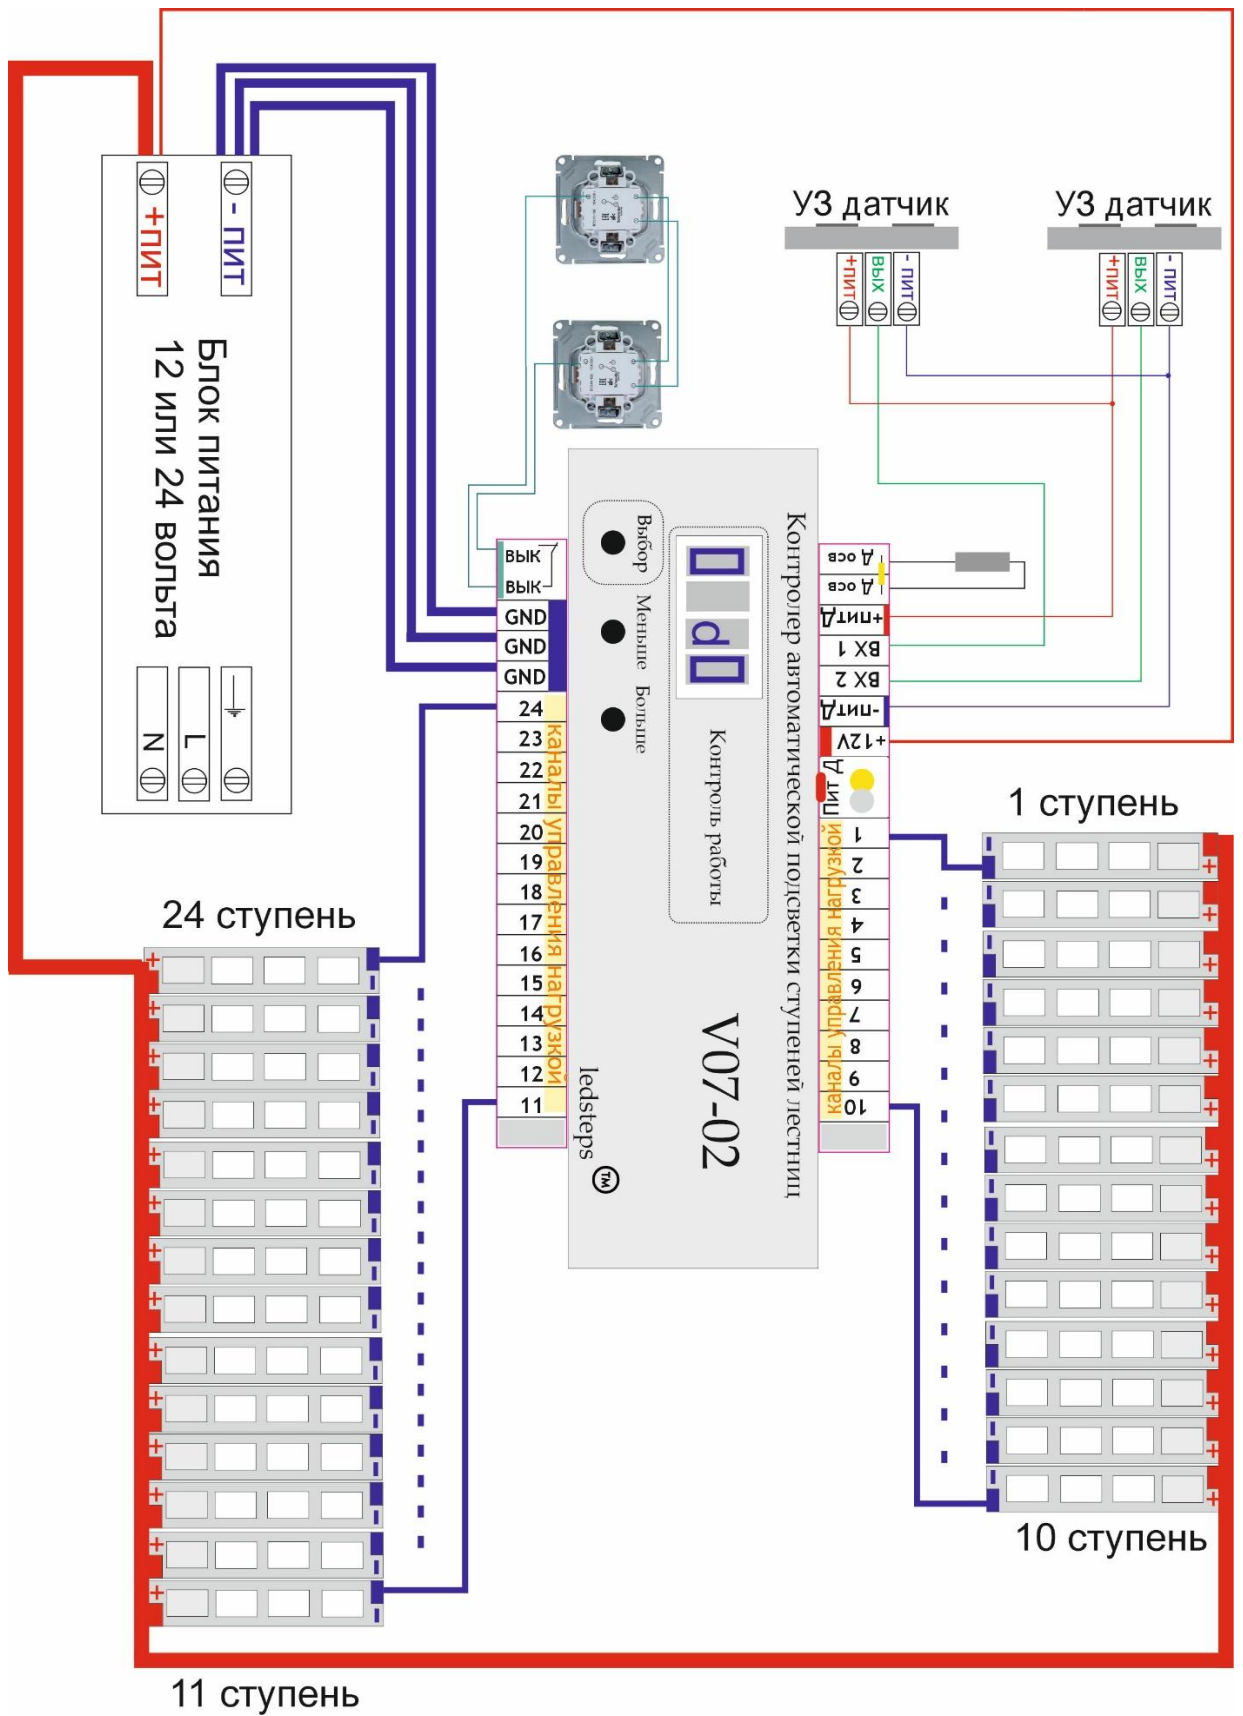 +ПИТ
- ПИТ
Блок питания
12 или 24 вольта
N
L
УЗ датчик
+ПИТ
ВЫХ
- ПИТ
УЗ датчик
+ПИТ
ВЫХ
- ПИТ
ВЫК
ВЫК
GND
GND
GND
24
23
22
21
20
19
18
17
16
15
14
13
12
11
каналы управления нагрузкой
Выбор
Меньше
Больше
Контроль работы
Контролер автоматической подсветки ступеней лестниц
V07-02
ledsteps
TM
Д осв
Д осв
+питД
ВХ 1
ВХ 2
-питД
+12V
Пит Д
1
2
3
4
5
6
7
8
9
10
каналы управления нагрузкой
1 ступень
10 ступень
24 ступень
11 ступень